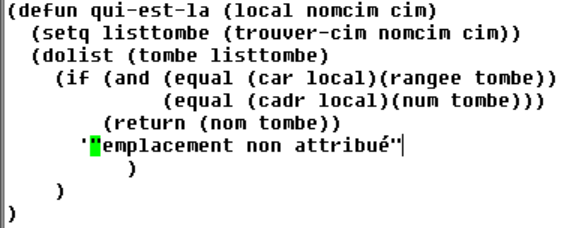 (defun qui-est-la (local nomcim cim)
(setq listtombe (trouver-cim nomcim cim))
(dolist (tombe listtombe)
(if (and (equal (car local)(rangee tombe))
(equal (cadr local)(num tombe)))
(return (nom tombe))
'"emplacement non attribué"
)
)
)